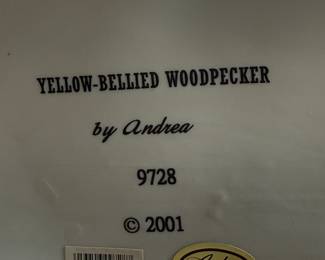 YELLOW-BELLIED WOODPECKER
by Andrea
9728
© 2001